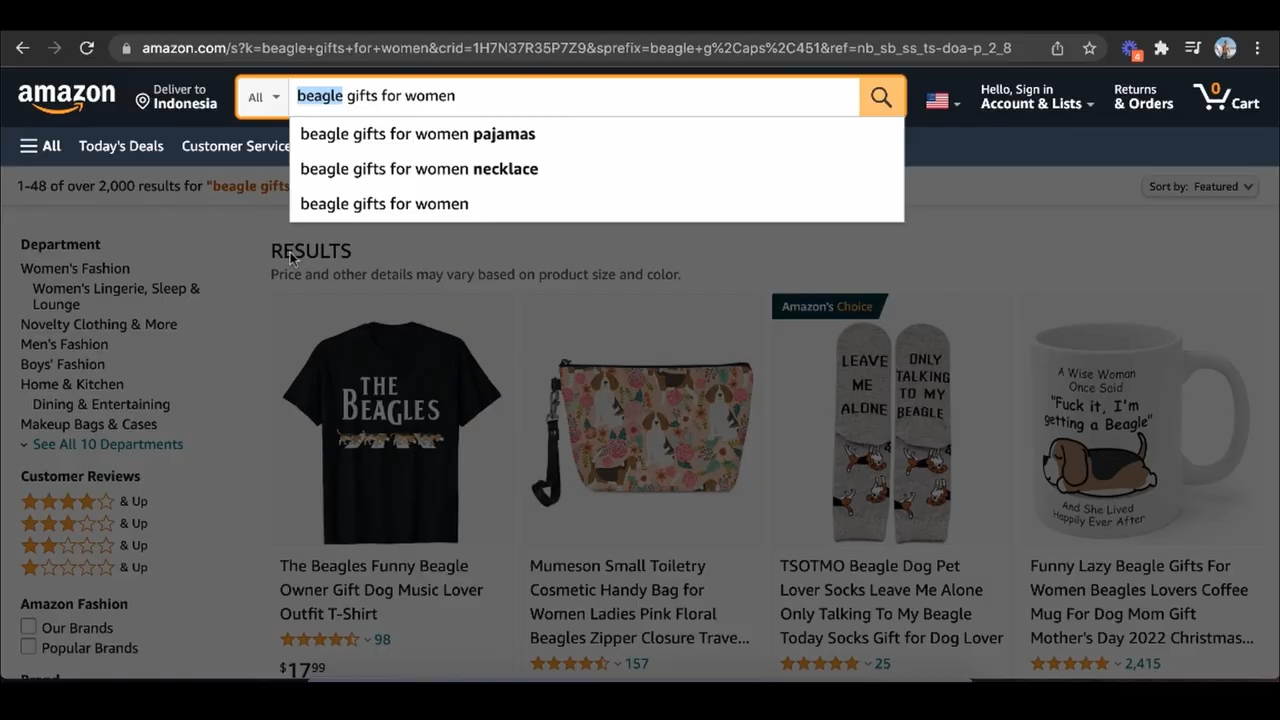 amazon.com/s?k=beagle+gifts+for+women&crid=1H7N37R35P7Z9&sprefix=beagle+g%2Caps%2C451&ref=nb_sb_ss_ts-doa-p_2_8
4
amazon
Deliver to
Indonesia
All
beagle gifts for women
Hello, Sign in
Account & Lists
Returns
& Orders
0
Cart
beagle gifts for women pajamas
beagle gifts for women necklace
beagle gifts for women
All
Today's Deals
Customer Service
1-48 of over 2,000 results for "beagle gifts
Sort by: Featured
Department
Women's Fashion
Women's Lingerie, Sleep &
Lounge
Novelty Clothing & More
Men's Fashion
Boys' Fashion
Home & Kitchen
Dining & Entertaining
Makeup Bags & Cases
See All 10 Departments
Customer Reviews
& Up
& Up
& Up
& Up
Amazon Fashion
Our Brands
Popular Brands
RESULTS
Price and other details may vary based on product size and color.
THE
BEAGLES
The Beagles Funny Beagle
Owner Gift Dog Music Lover
Outfit T-Shirt
98
$17.99
Mumeson Small Toiletry
Cosmetic Handy Bag for
Women Ladies Pink Floral
Beagles Zipper Closure Trave...
157
Amazon's Choice
LEAVE
ME
ALONE
ONLY
TALKING
TO MY
BEAGLE
TSOTMO Beagle Dog Pet
Lover Socks Leave Me Alone
Only Talking To My Beagle
Today Socks Gift for Dog Lover
25
A Wise Woman
Once Said
"Fuck it, I'm
getting a Beagle"
And She Lived
Happily Ever After
Funny Lazy Beagle Gifts For
Women Beagles Lovers Coffee
Mug For Dog Mom Gift
Mother's Day 2022 Christmas...
2,415